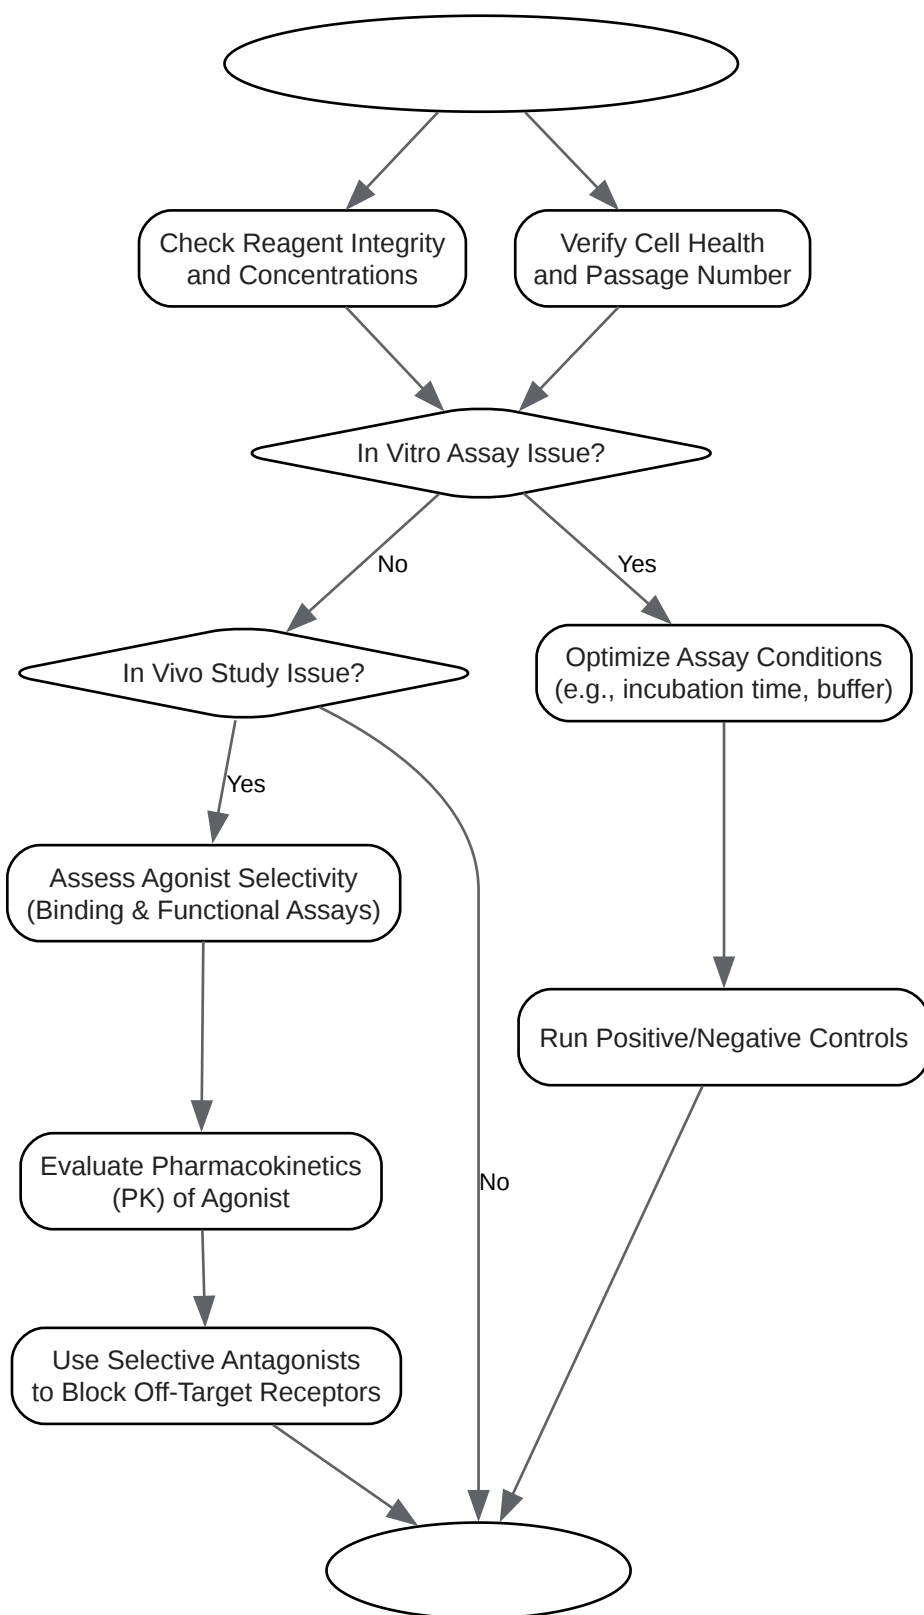 Check Reagent Integrity
and Concentrations
Verify Cell Health
and Passage Number
In Vitro Assay Issue?
No
Yes
In Vivo Study Issue?
Optimize Assay Conditions
(e.g., incubation time, buffer)
Yes
Assess Agonist Selectivity
(Binding & Functional Assays)
Run Positive/Negative Controls
Evaluate Pharmacokinetics
(PK) of Agonist
No
Use Selective Antagonists
to Block Off-Target Receptors